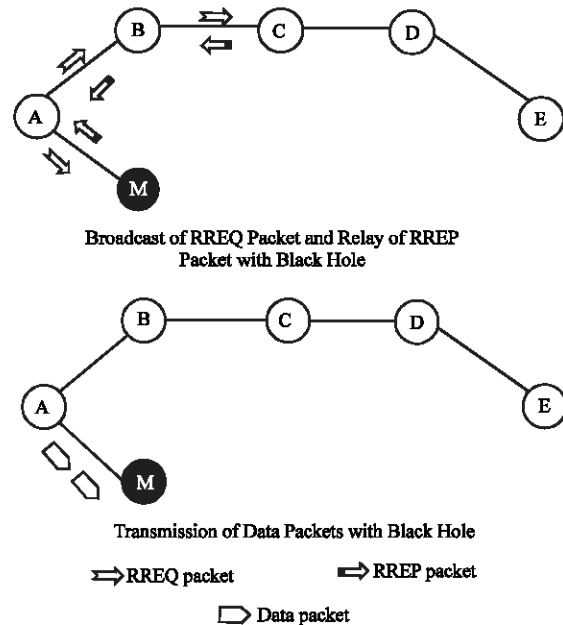 B
C
D
A
E
M
Broadcast of RREQ Packet and Relay of RREP
Packet with Black Hole
B
C
D
A
E
M
Transmission of Data Packets with Black Hole
RREQ packet
RREP packet
Data packet